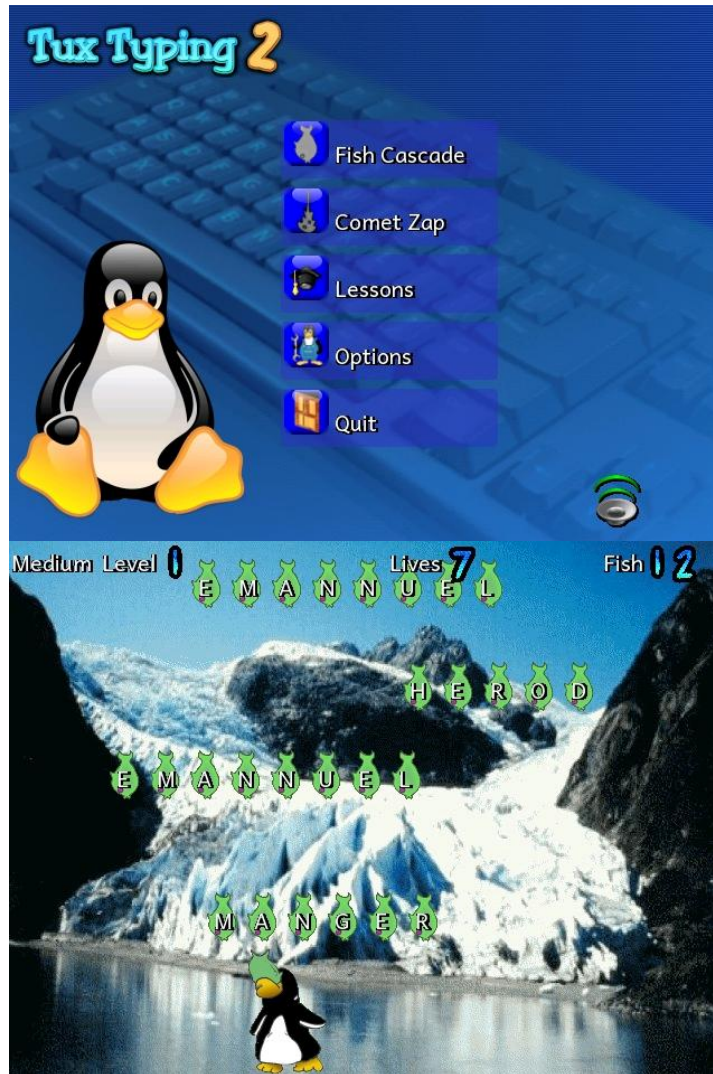 Tux Typing 2
Fish Cascade
Comet Zap
Lessons
Options
Quit
Medium Level 1 Lives 7 Fish 12
EMANNUEL
HEROD
EMANNUEL
MANGER